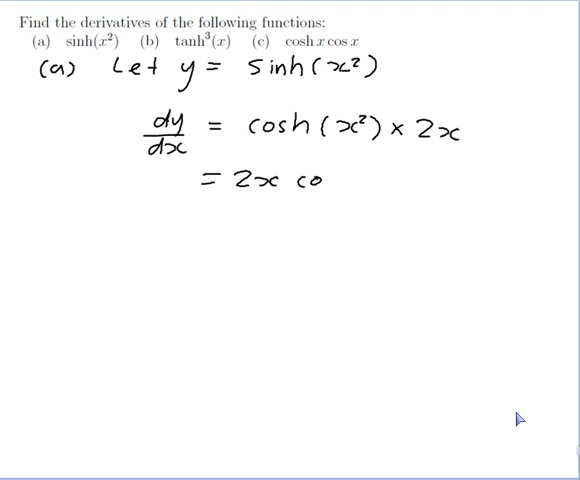 Find the derivatives of the following functions:
(a) sinh(x²) (b) tanh³(x) (c) cosh x cos x
(a) Let y = sinh(x²)
dy/dx = cosh(x²) × 2x
= 2x co